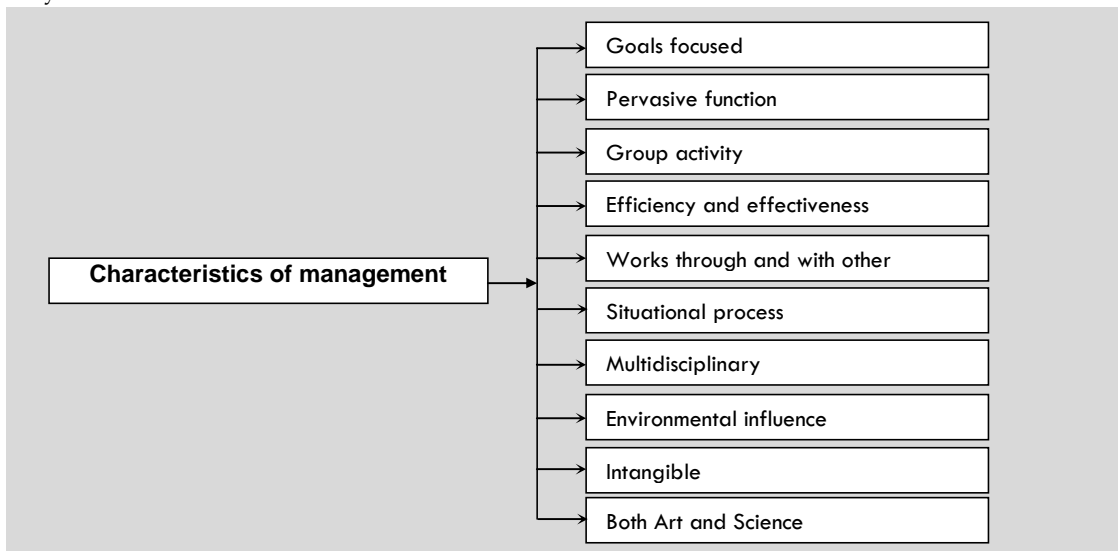 Goals focused
Pervasive function
Group activity
Efficiency and effectiveness
Characteristics of management
Works through and with other
Situational process
Multidisciplinary
Environmental influence
Intangible
Both Art and Science